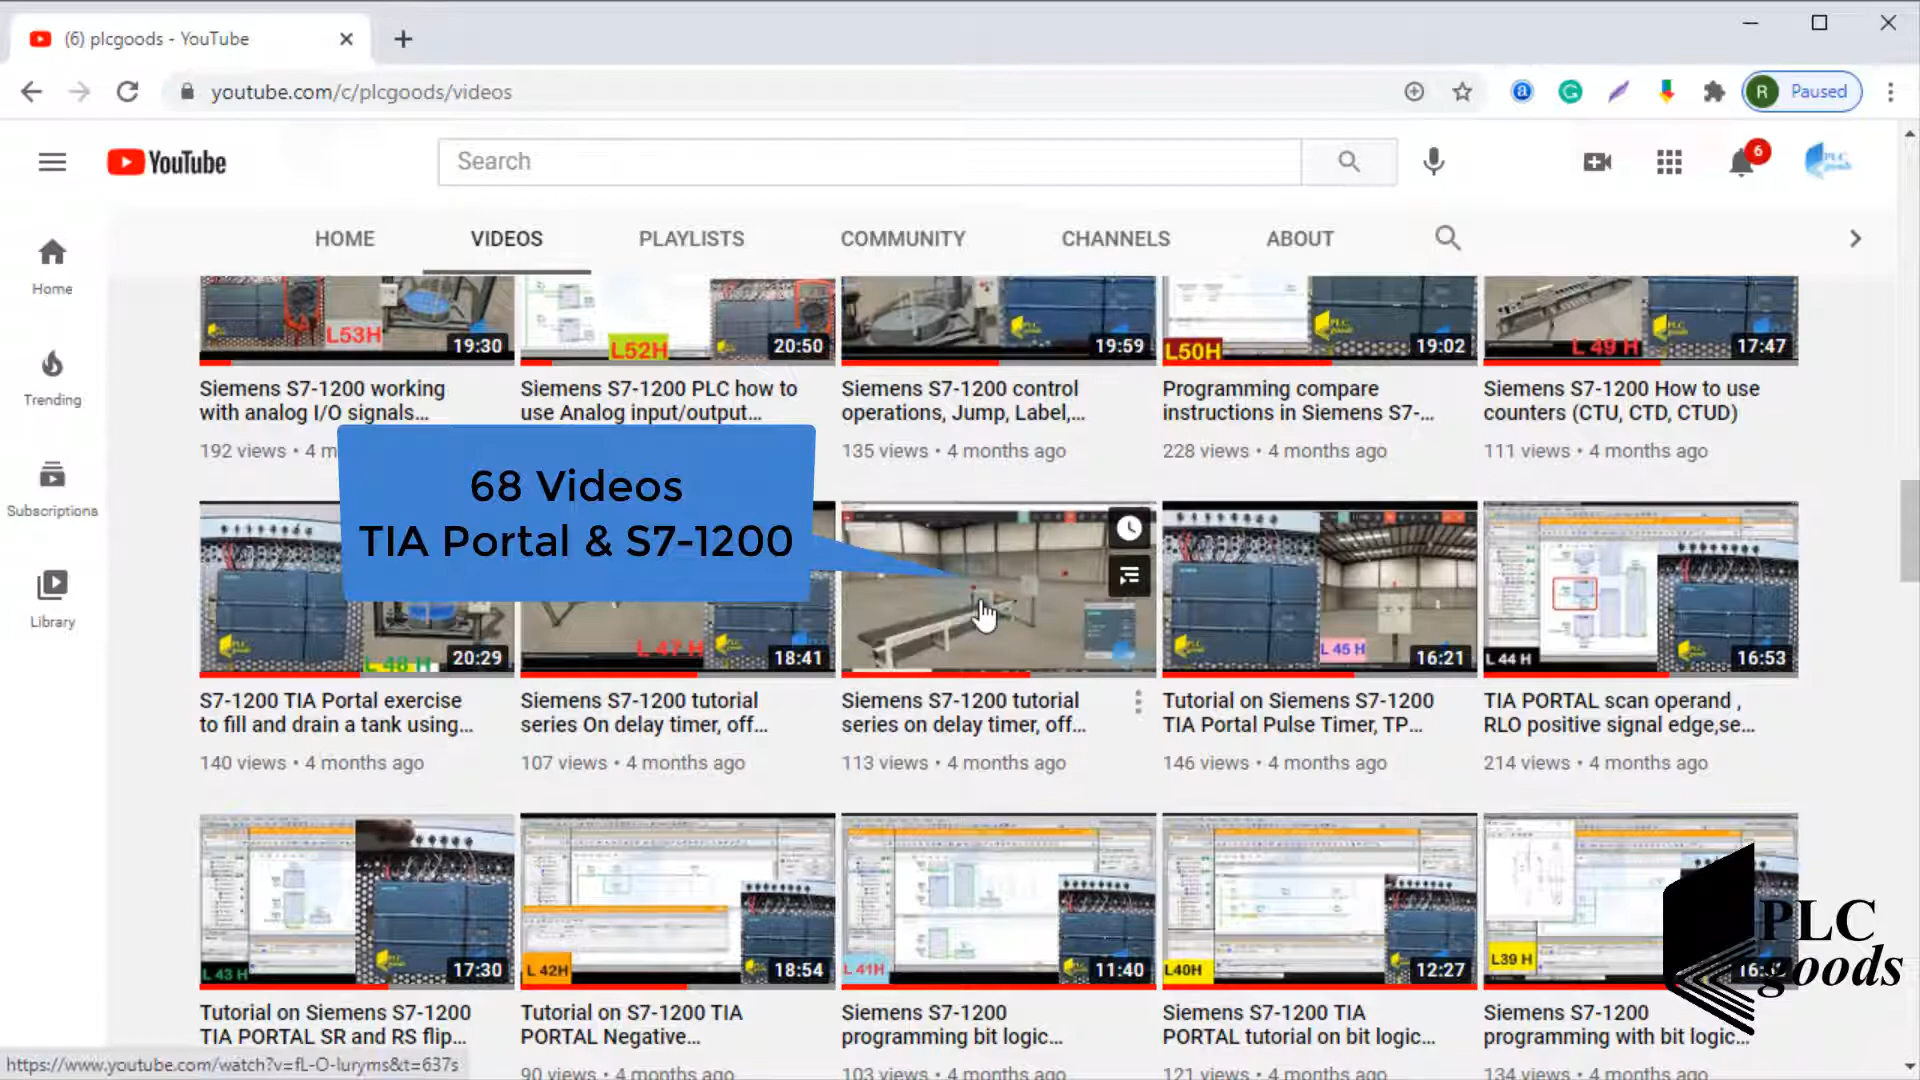 (6) plcgoods - YouTube
youtube.com/c/plcgoods/videos
R Paused
YouTube
Search
6
PLC goods
HOME VIDEOS PLAYLISTS COMMUNITY CHANNELS ABOUT
Home
Trending
Subscriptions
Library
L53H 19:30 L52H 20:50 19:59 L50H 19:02 L 49 H 17:47
Siemens S7-1200 working
with analog I/O signals...
192 views • 4 m
Siemens S7-1200 PLC how to
use Analog input/output...
Siemens S7-1200 control
operations, Jump, Label,...
135 views • 4 months ago
Programming compare
instructions in Siemens S7-...
228 views • 4 months ago
Siemens S7-1200 How to use
counters (CTU, CTD, CTUD)
111 views • 4 months ago
68 Videos
TIA Portal & S7-1200
L 48 H 20:29 L 47 H 18:41 L 45 H 16:21 L 44 H 16:53
S7-1200 TIA Portal exercise
to fill and drain a tank using...
140 views • 4 months ago
Siemens S7-1200 tutorial
series On delay timer, off...
107 views • 4 months ago
Siemens S7-1200 tutorial
series on delay timer, off...
113 views • 4 months ago
Tutorial on Siemens S7-1200
TIA Portal Pulse Timer, TP...
146 views • 4 months ago
TIA PORTAL scan operand ,
RLO positive signal edge,se...
214 views • 4 months ago
L 43 H 17:30 L 42H 18:54 L 41H 11:40 L40H 12:27 L39 H 16:
Tutorial on Siemens S7-1200
TIA PORTAL SR and RS flip...
Tutorial on S7-1200 TIA
PORTAL Negative...
90 views • 4 months ago
Siemens S7-1200
programming bit logic...
103 views • 4 months ago
Siemens S7-1200 TIA
PORTAL tutorial on bit logic...
121 views • 4 months ago
Siemens S7-1200
programming with bit logic...
134 views • 4 months ago
PLC
goods
https://www.youtube.com/watch?v=fL-O-luryms&t=637s